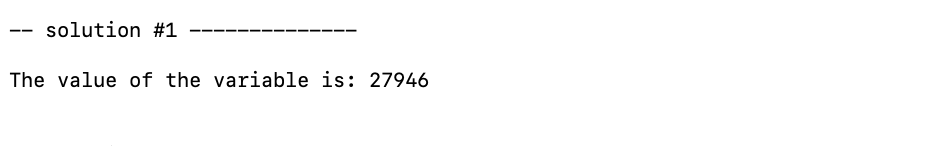 -- solution #1 --------------
The value of the variable is: 27946